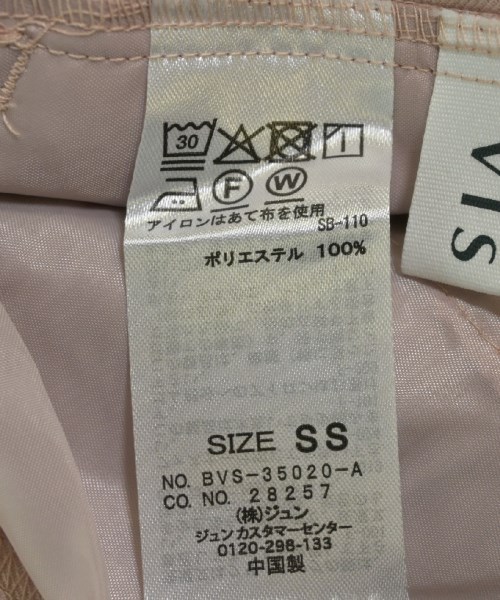 30
F W
アイロンはあて布を使用
SB-110
ポリエステル 100%
SIZE SS
NO. BVS-35020-A
CO. NO. 28257
(株)ジュン
ジュンカスタマーセンター
0120-298-133
中国製
VIS